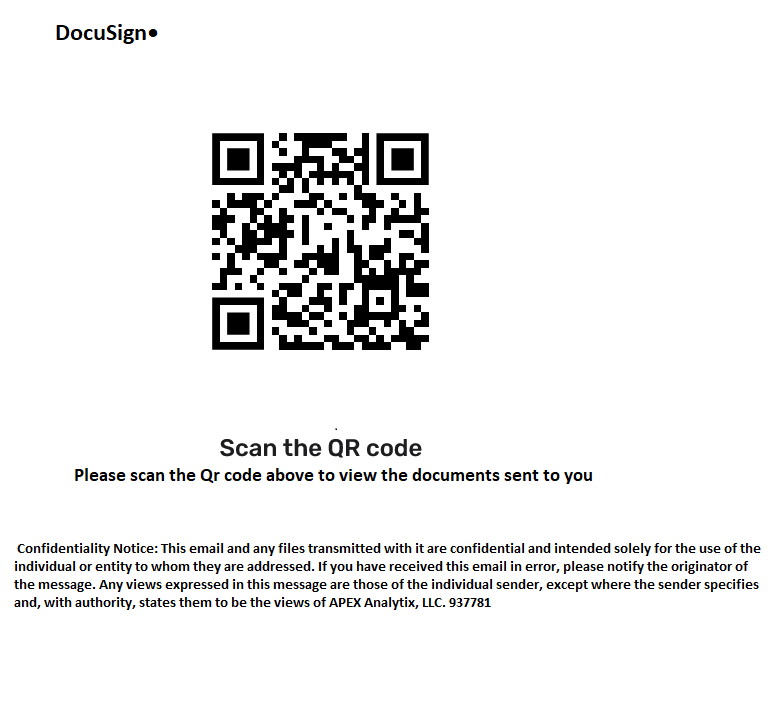 DocuSign•
Scan the QR code
Please scan the Qr code above to view the documents sent to you
Confidentiality Notice: This email and any files transmitted with it are confidential and intended solely for the use of the
individual or entity to whom they are addressed. If you have received this email in error, please notify the originator of
the message. Any views expressed in this message are those of the individual sender, except where the sender specifies
and, with authority, states them to be the views of APEX Analytix, LLC. 937781